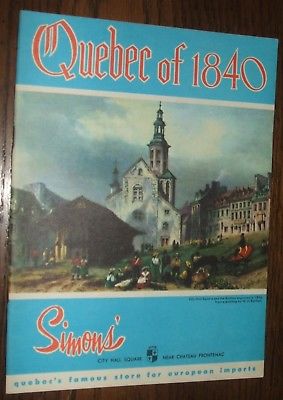 Quebec of 1840
Simons'
CITY HALL SQUARE NEAR CHATEAU FRONTENAC
quebec's famous store for european imports